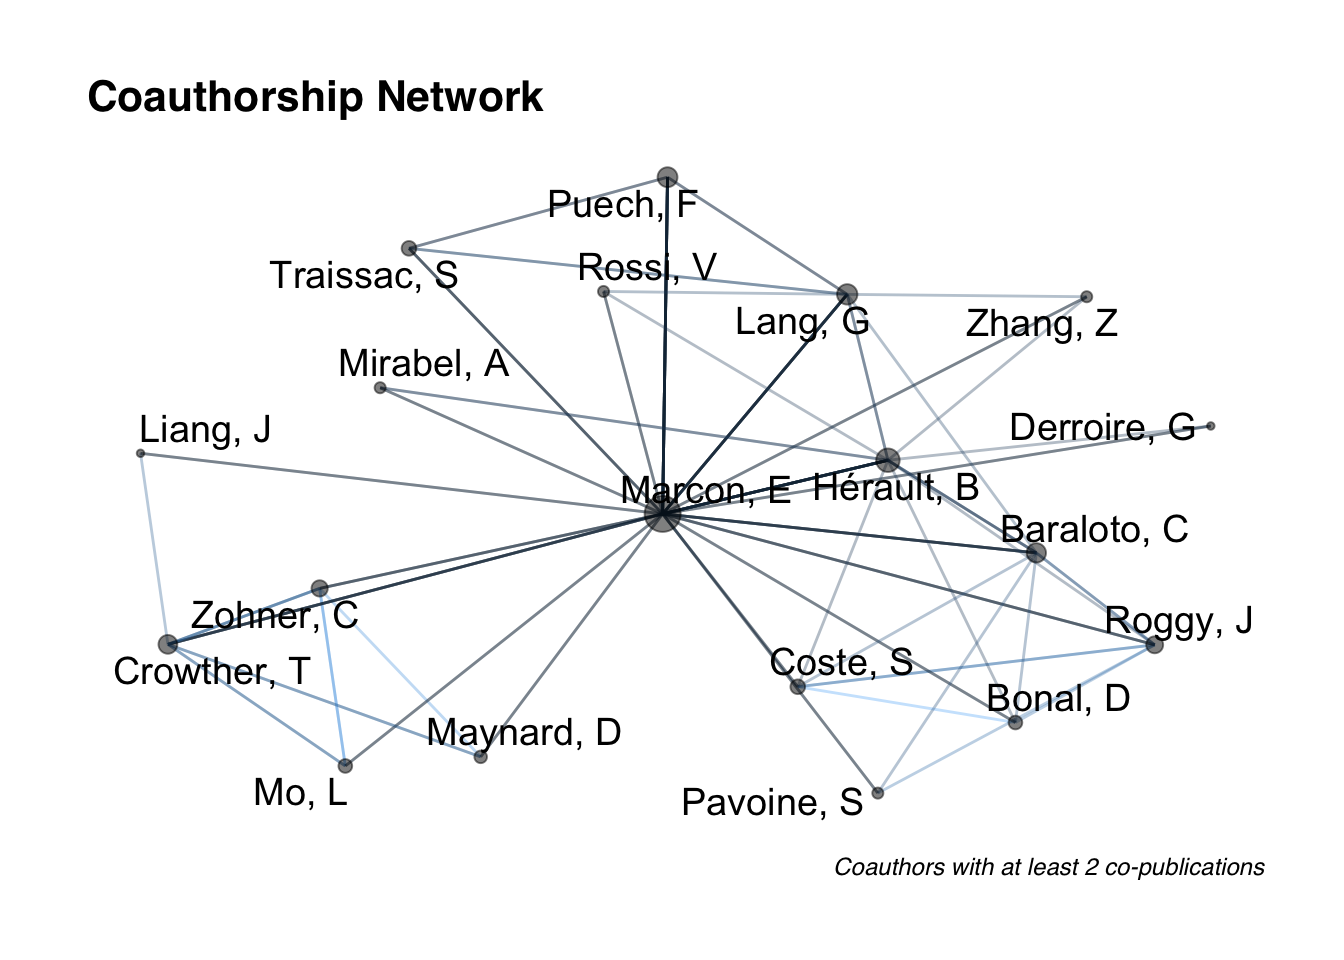 Coauthorship Network
Puech, F
Traissac, S
Rossi, V
Lang, G
Zhang, Z
Mirabel, A
Liang, J
Derroire, G
Marcon, E
Hérault, B
Baraloto, C
Zohner, C
Roggy, J
Crowther, T
Coste, S
Bonal, D
Maynard, D
Mo, L
Pavoine, S
Coauthors with at least 2 co-publications